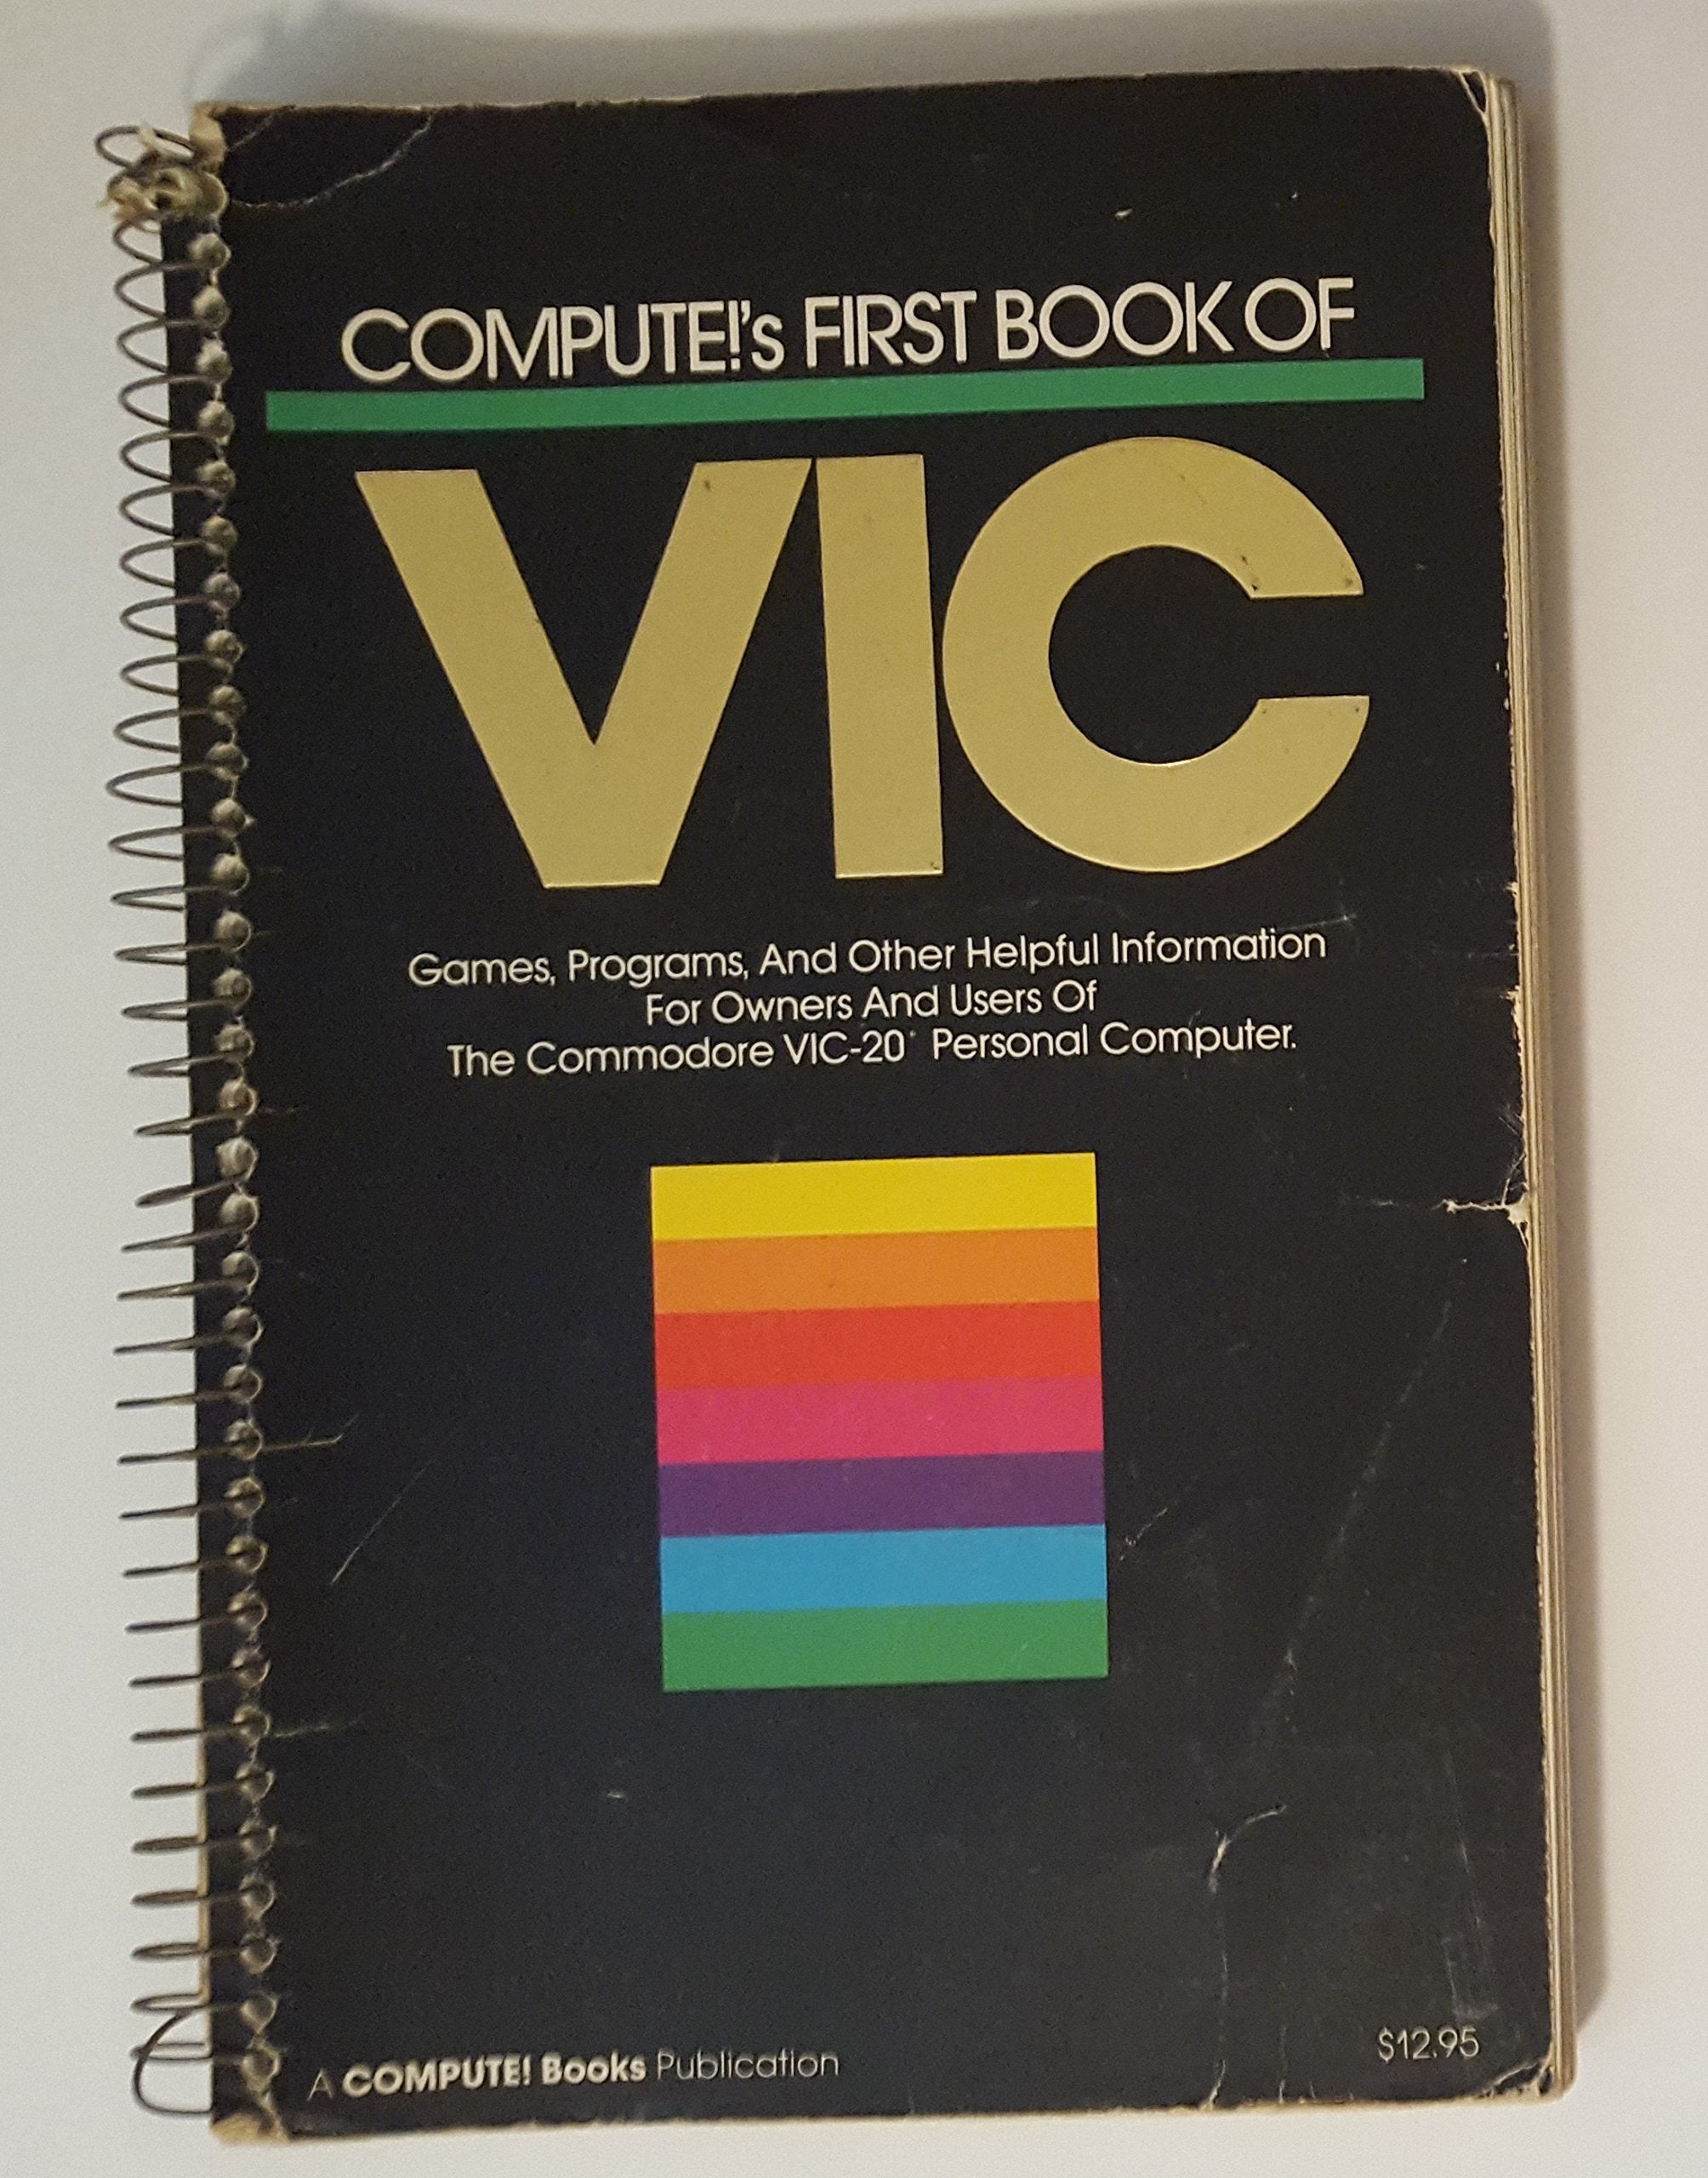 COMPUTE!'s FIRST BOOK OF
VIC
Games, Programs, And Other Helpful Information
For Owners And Users Of
The Commodore VIC-20* Personal Computer.
A COMPUTE! Books Publication
$12.95